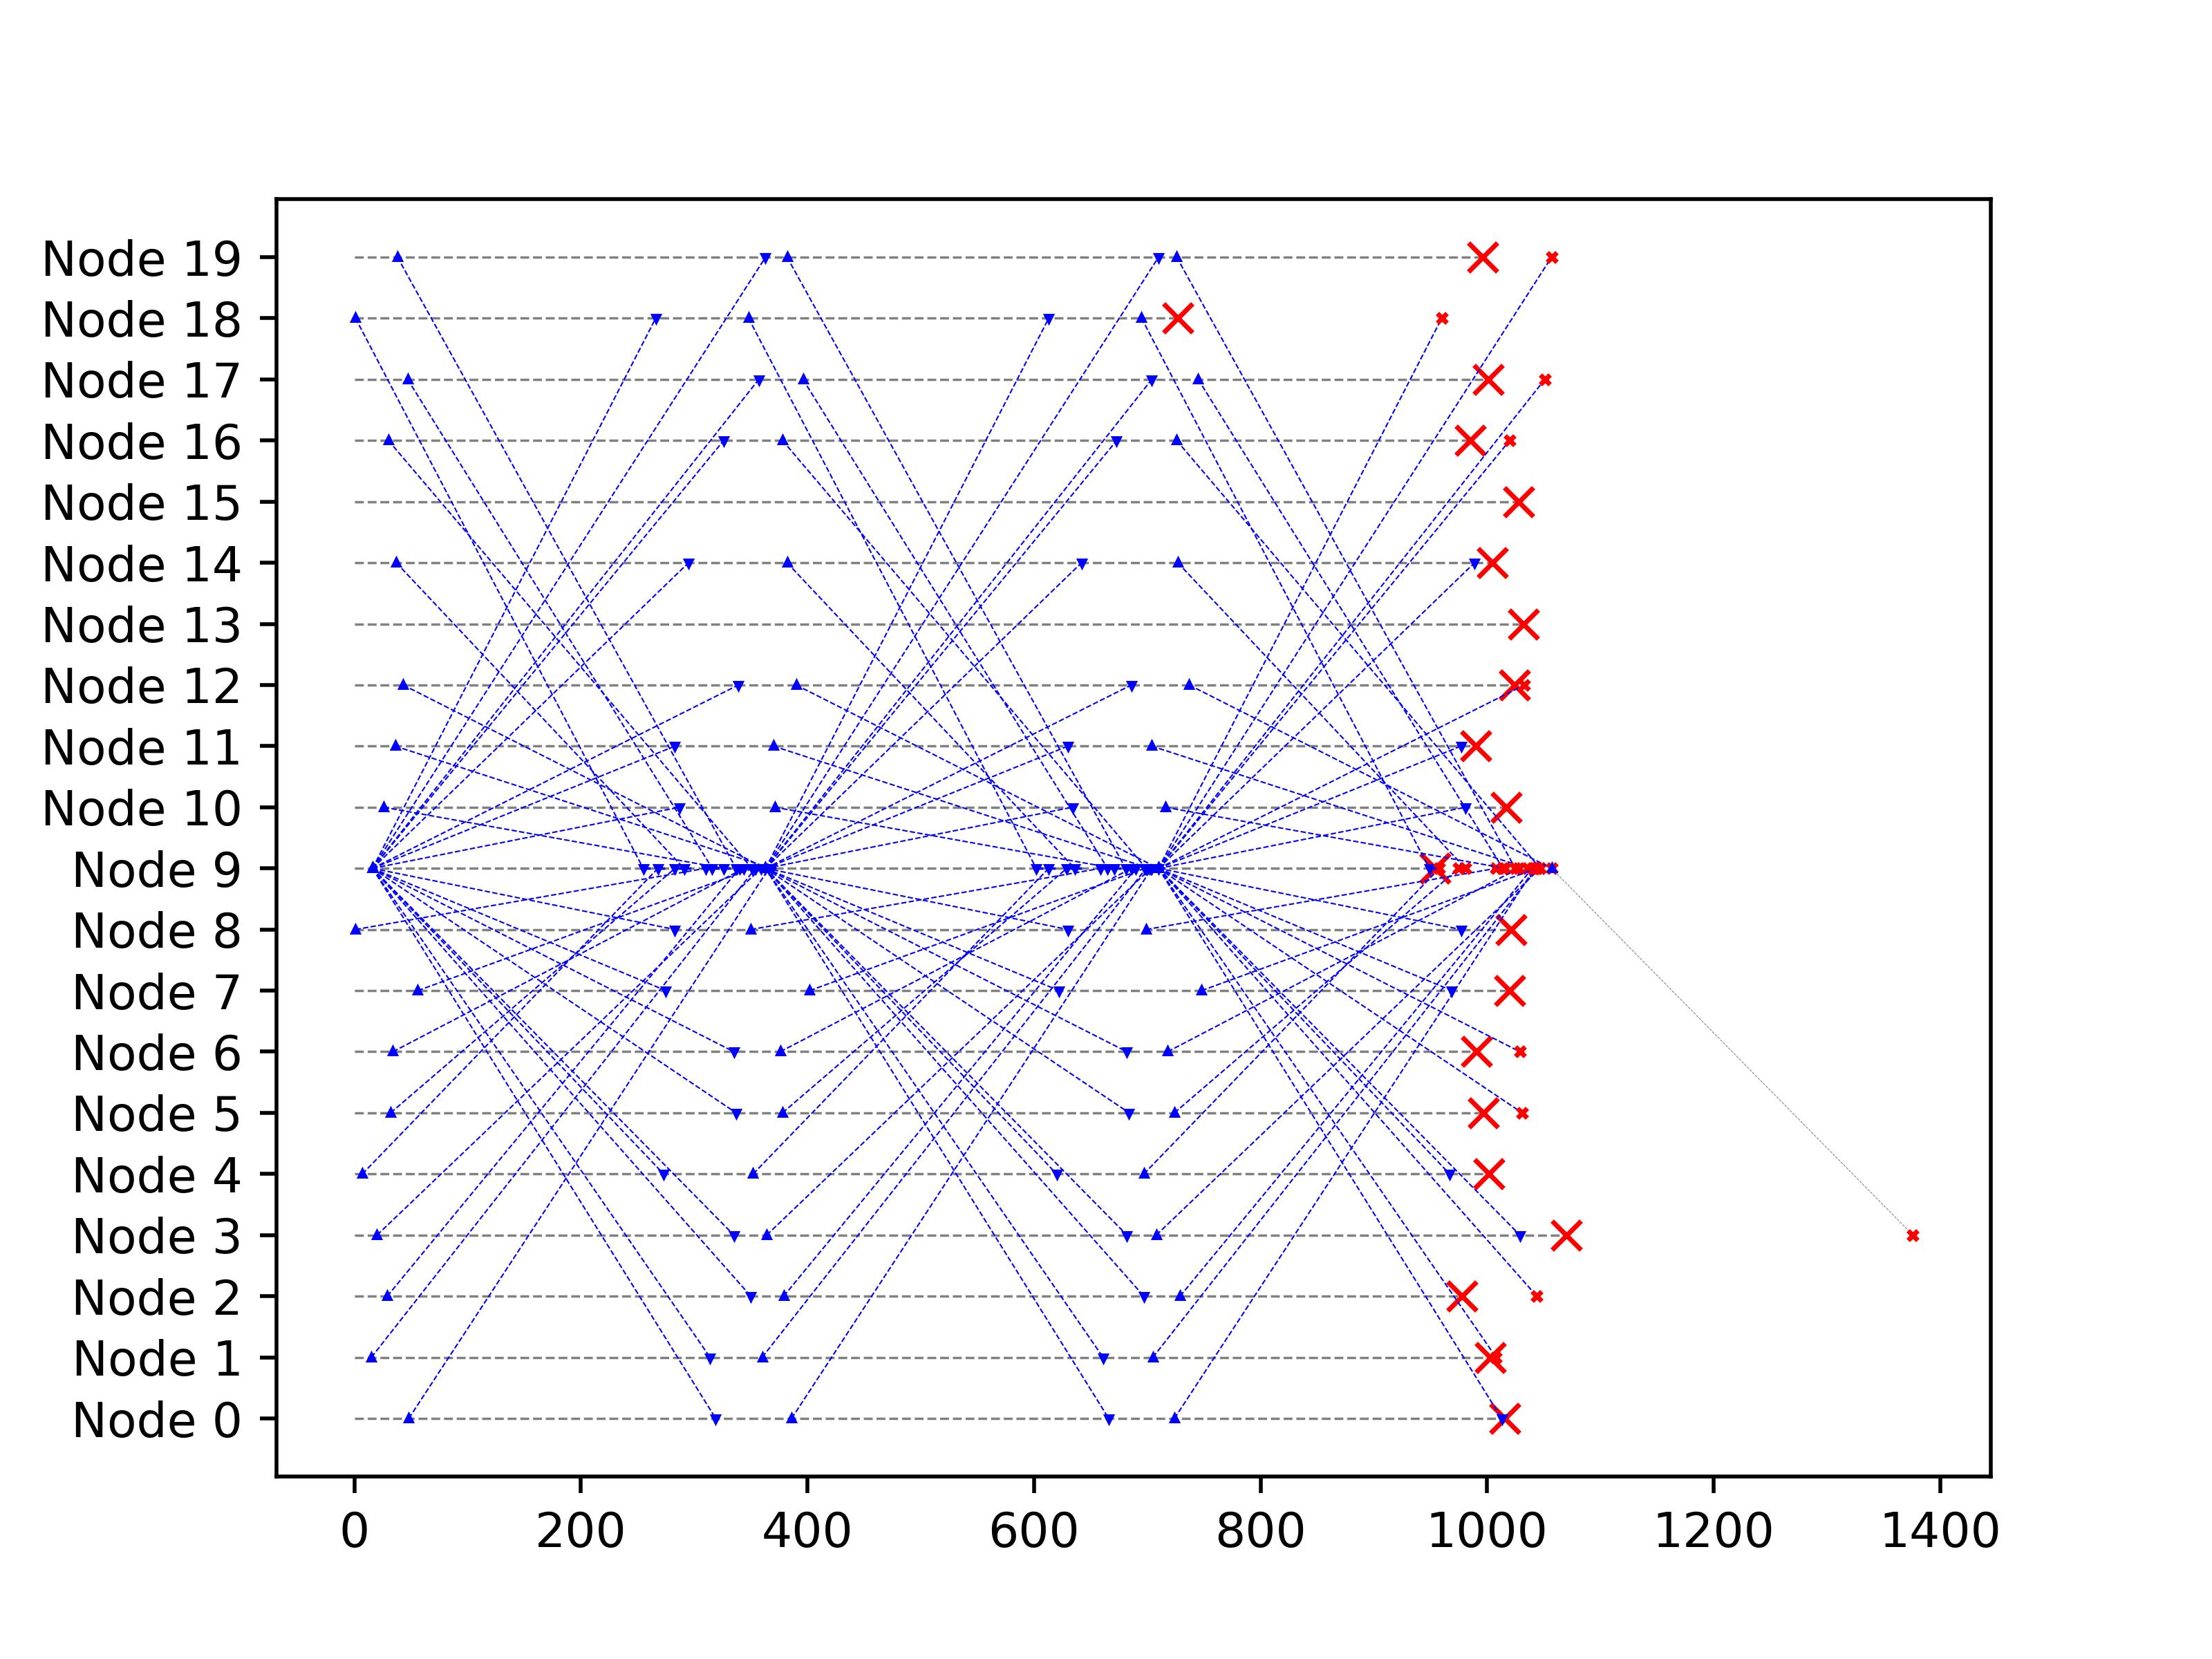 Node 19
Node 18
Node 17
Node 16
Node 15
Node 14
Node 13
Node 12
Node 11
Node 10
Node 9
Node 8
Node 7
Node 6
Node 5
Node 4
Node 3
Node 2
Node 1
Node 0
0 200 400 600 800 1000 1200 1400